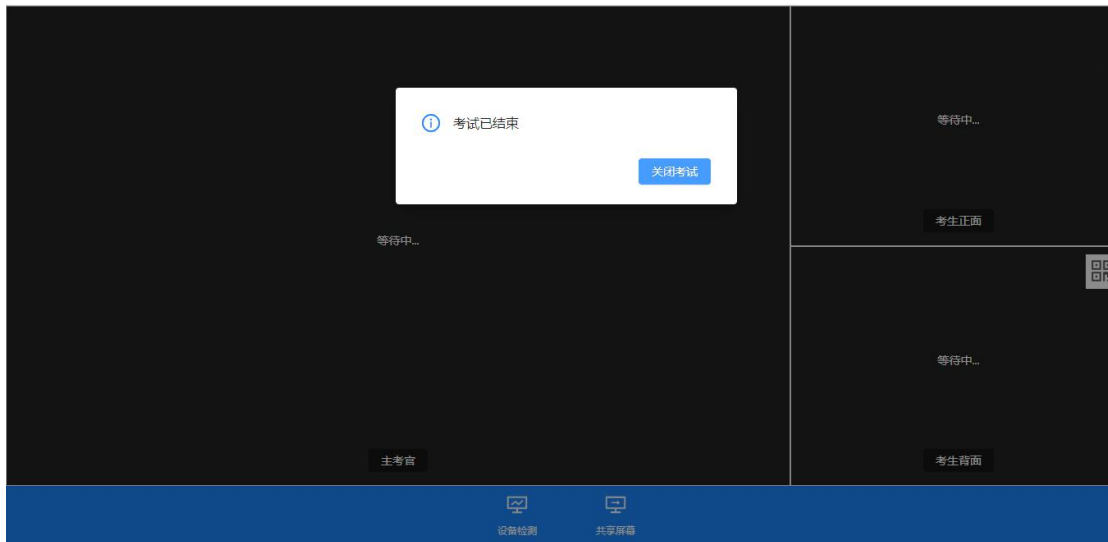 考试已结束
关闭考试
等待中...
主考官
等待中...
考生正面
等待中...
考生背面
设备检测
共享屏幕